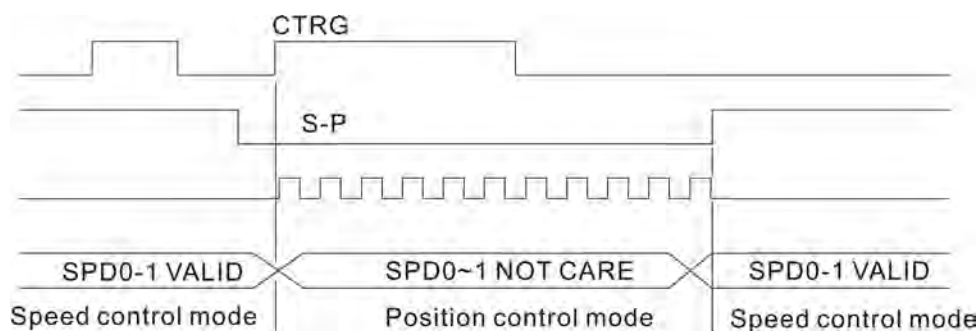 CTRG
S-P
SPD0-1 VALID SPD0~1 NOT CARE SPD0-1 VALID
Speed control mode Position control mode Speed control mode